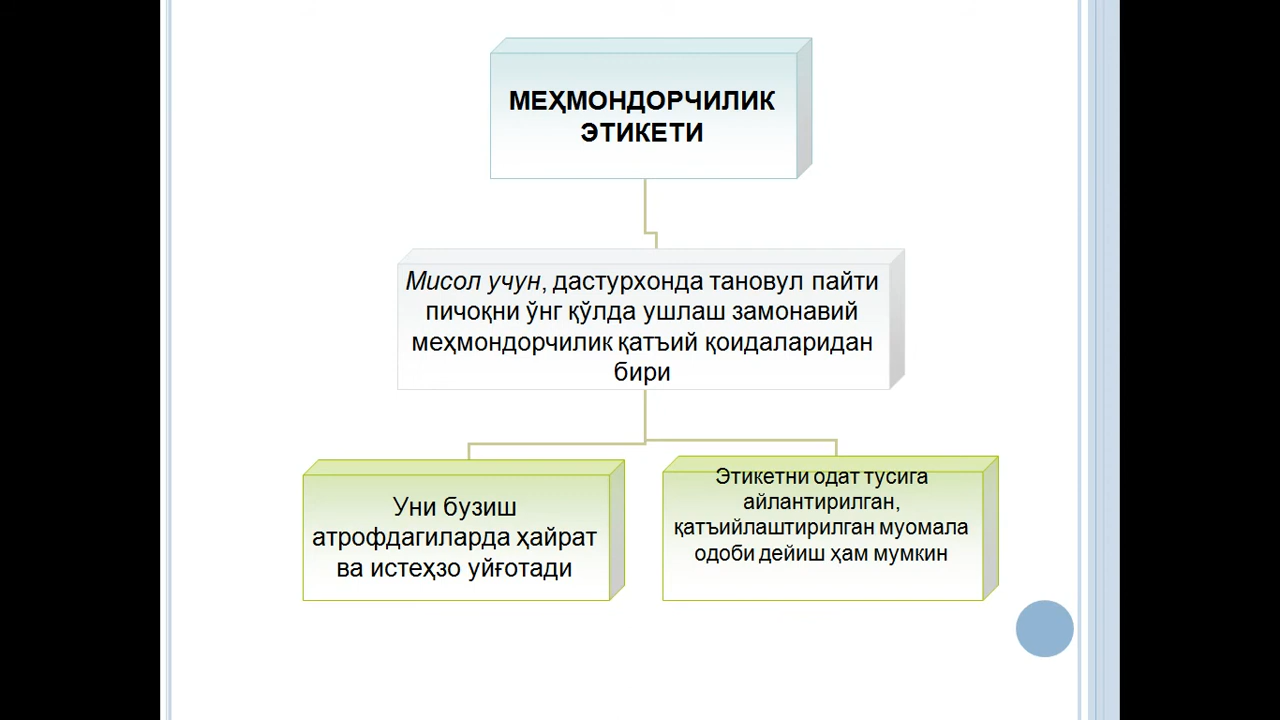 МЕҲМОНДОРЧИЛИК
ЭТИКЕТИ
Мисол учун, дастурхонда тановул пайти
пичоқни ўнг қўлда ушлаш замонавий
меҳмондорчилик қатъий қоидаларидан
бири
Уни бузиш
атрофдагиларда ҳайрат
ва истеҳзо уйғотади
Этикетни одат тусига
айлантирилган,
қатъийлаштирилган муомала
одоби дейиш ҳам мумкин